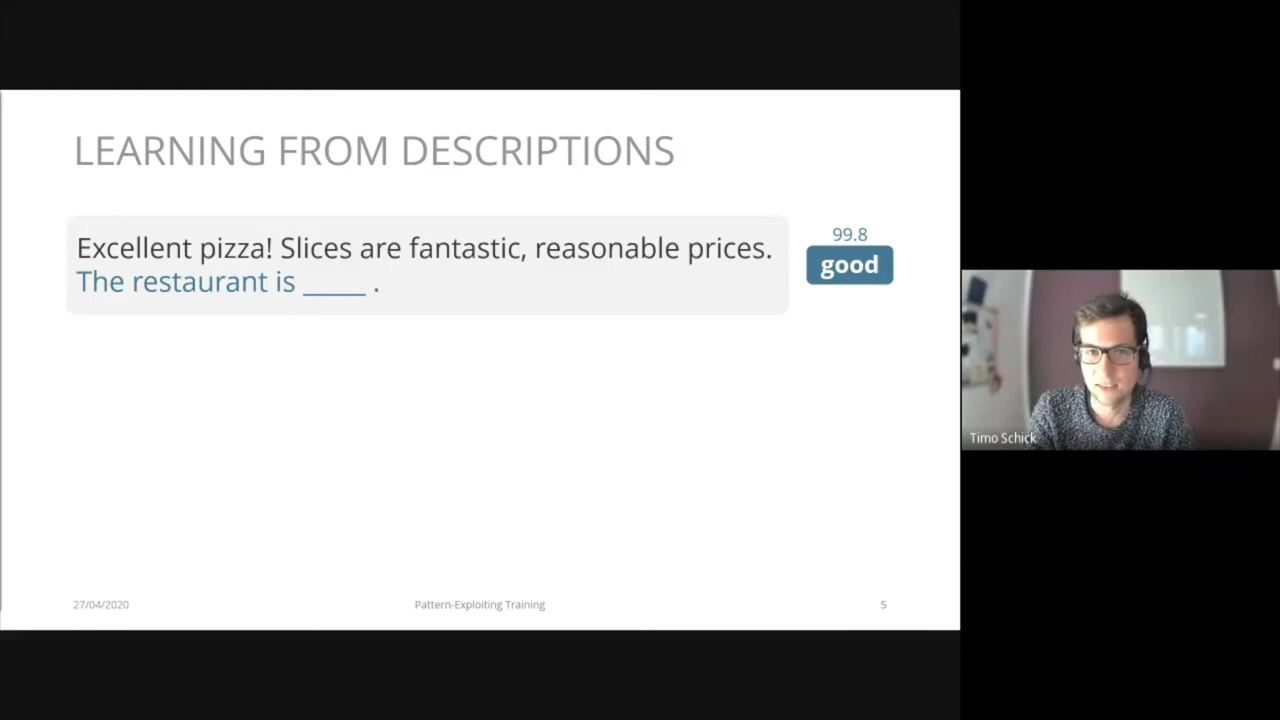 LEARNING FROM DESCRIPTIONS
Excellent pizza! Slices are fantastic, reasonable prices.
The restaurant is _____ .
99.8
good
27/04/2020
Pattern-Exploiting Training
5
Timo Schick